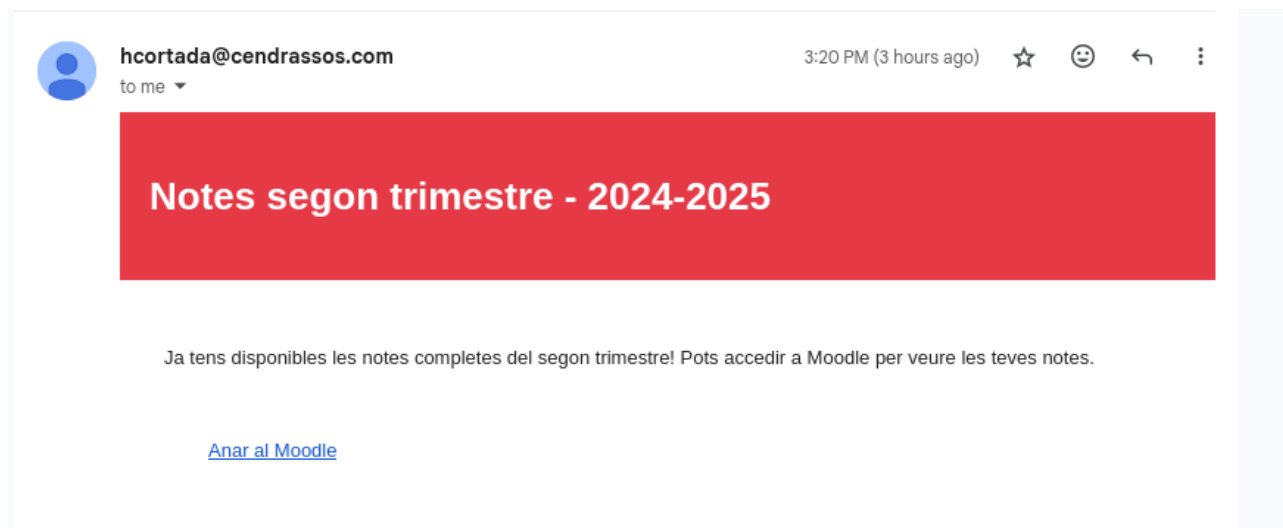 hcortada@cendrassos.com
3:20 PM (3 hours ago)
to me
Notes segon trimestre - 2024-2025
Ja tens disponibles les notes completes del segon trimestre! Pots accedir a Moodle per veure les teves notes.
Anar al Moodle